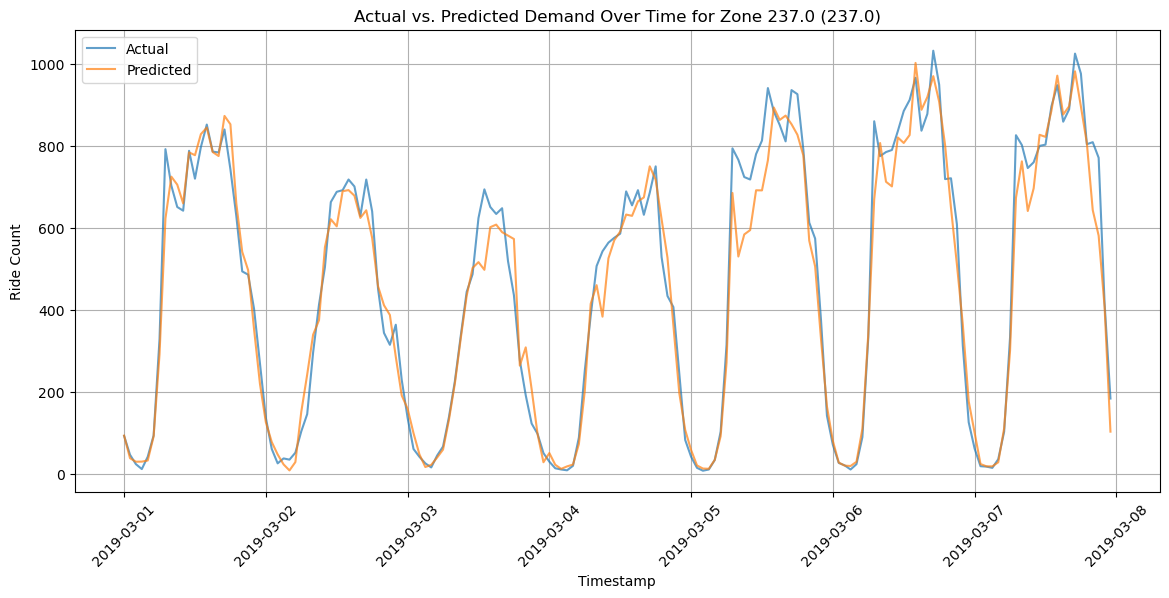 Actual vs. Predicted Demand Over Time for Zone 237.0 (237.0)
Actual
Predicted
Ride Count
1000
800
600
400
200
0
2019-03-01
2019-03-02
2019-03-03
2019-03-04
2019-03-05
2019-03-06
2019-03-07
2019-03-08
Timestamp